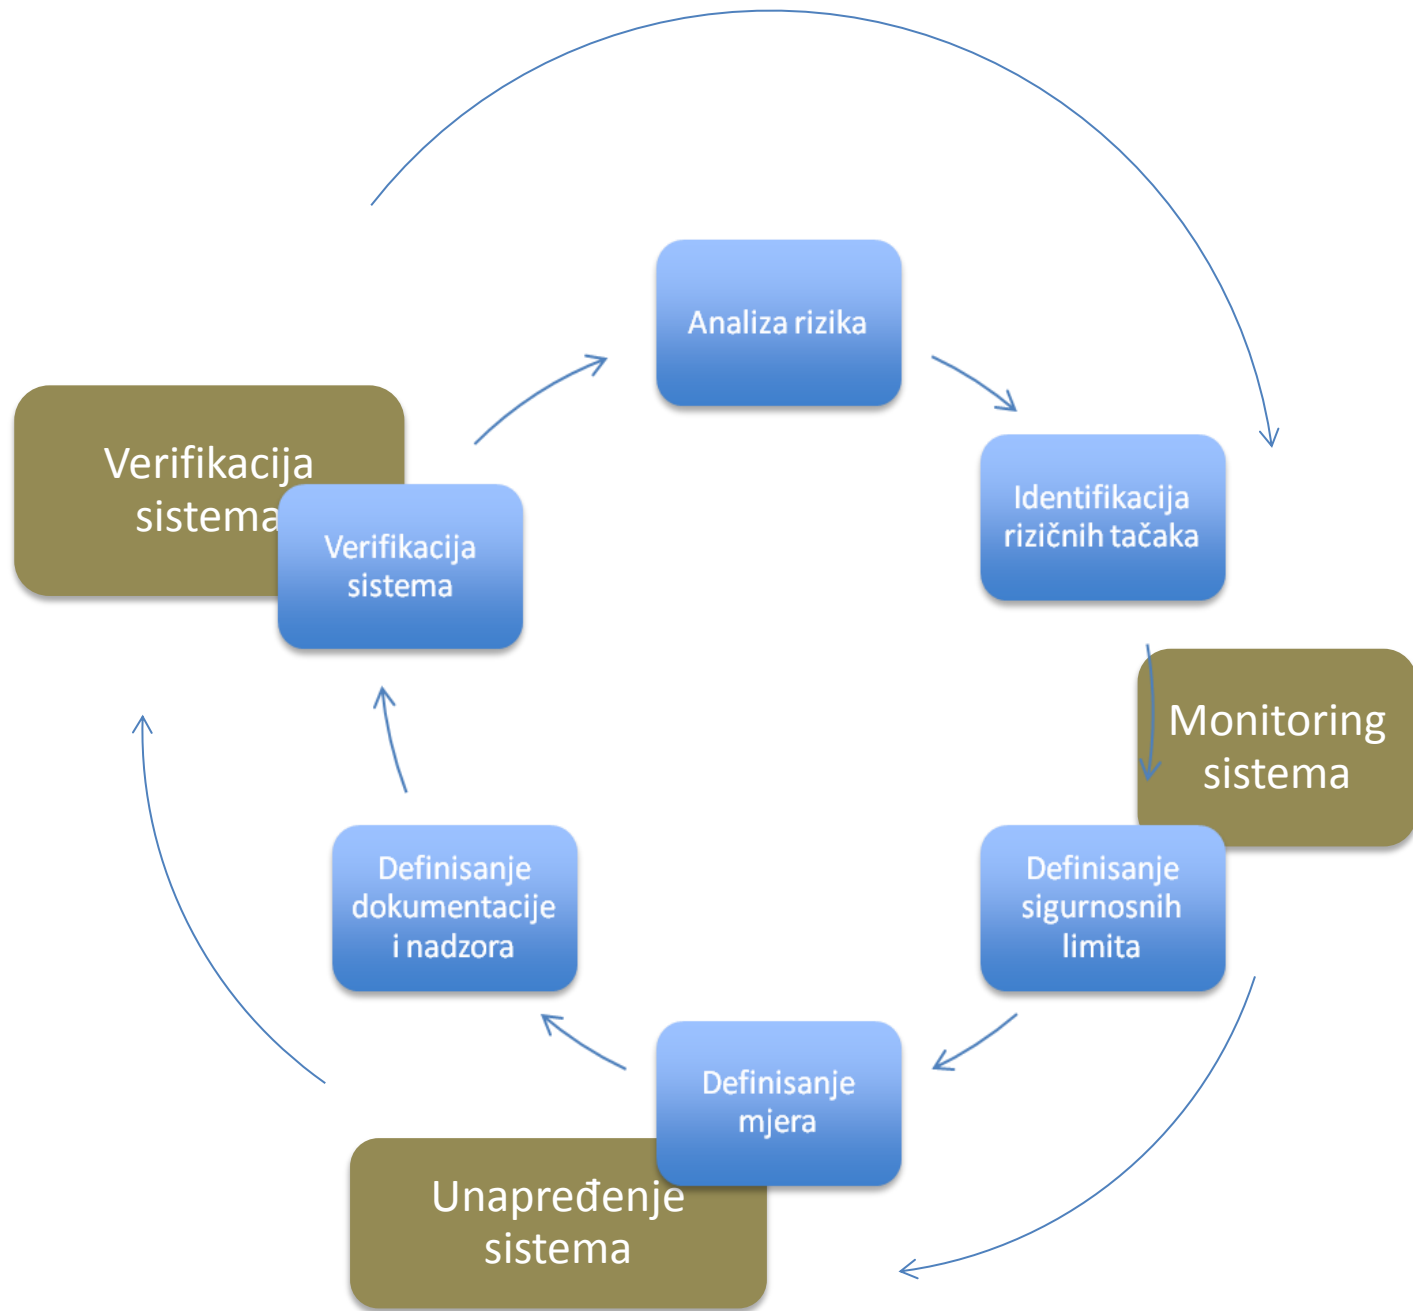 Analiza rizika
Identifikacija
rizičnih tačaka
Monitoring
sistema
Definisanje
sigurnosnih
limita
Definisanje
mjera
Unapređenje
sistema
Definisanje
dokumentacije
i nadzora
Verifikacija
sistema
Verifikacija
sistema